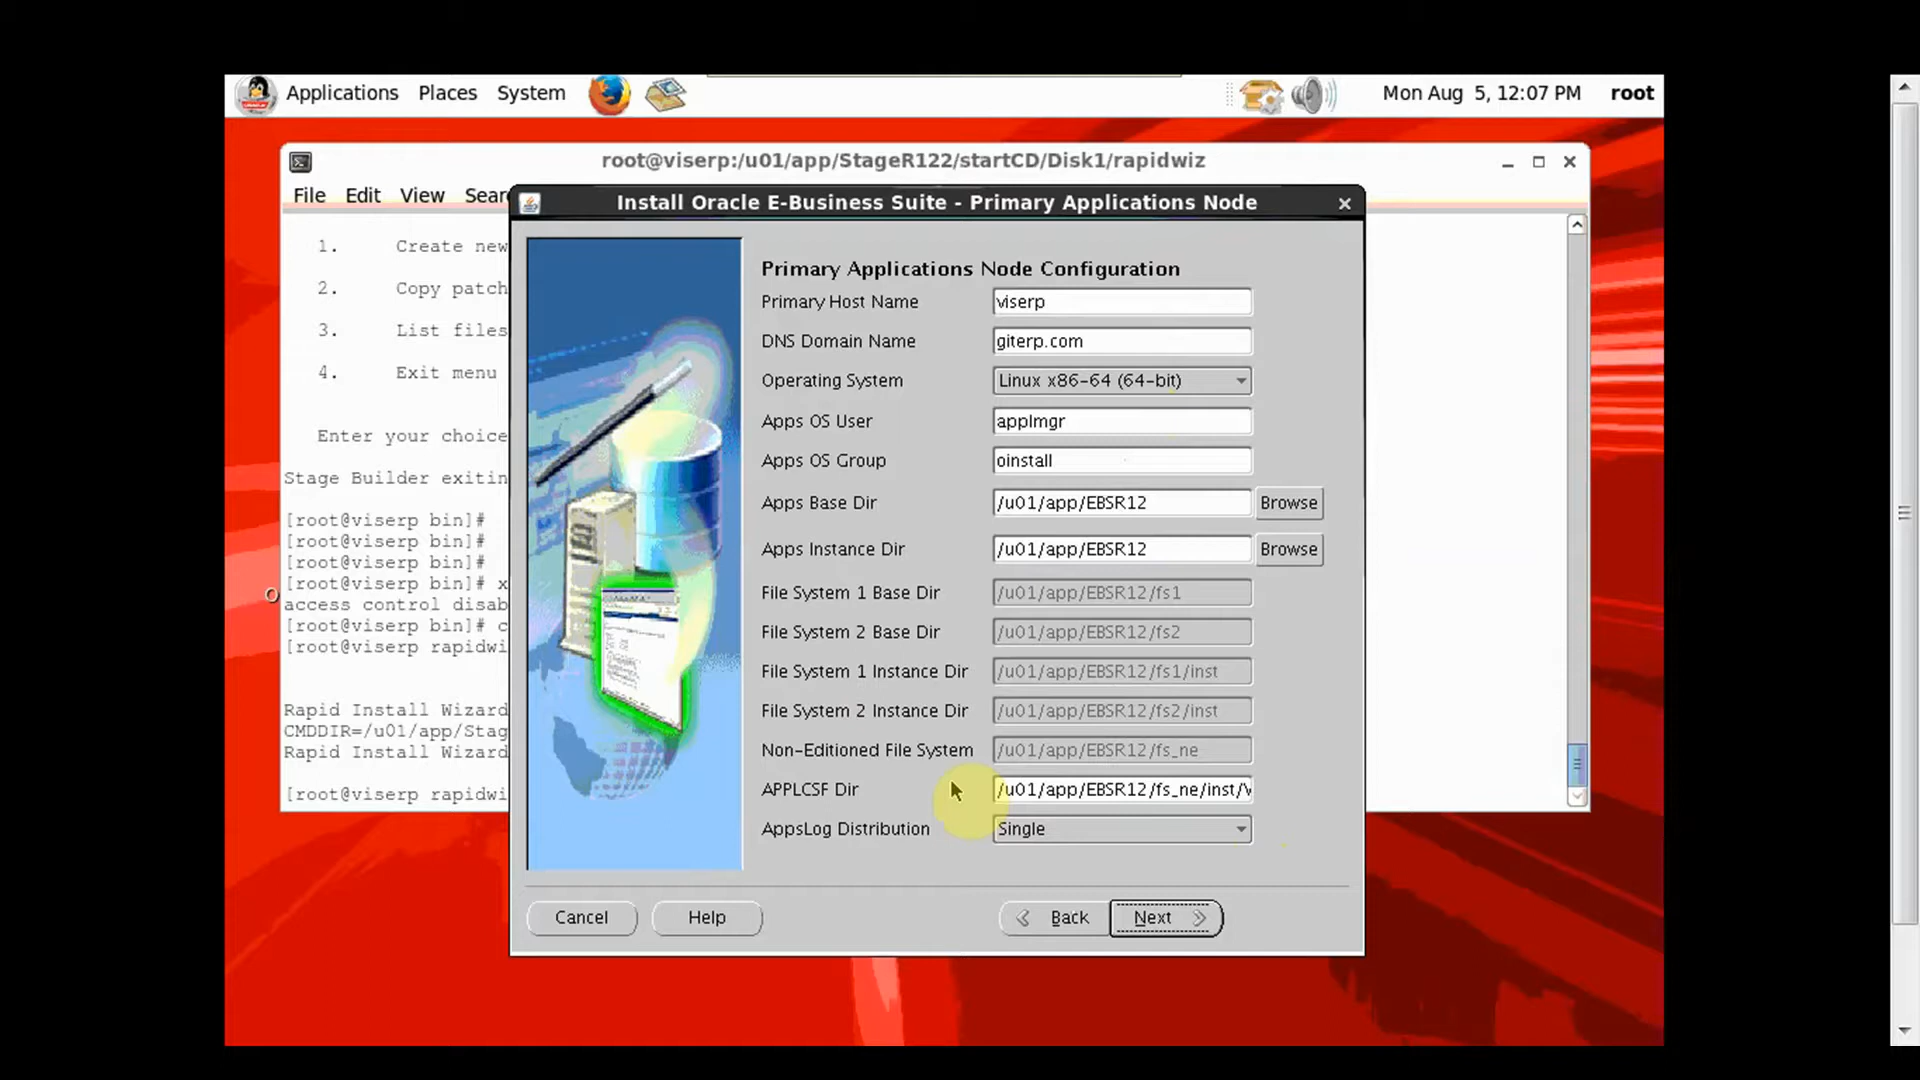 Applications Places System Mon Aug 5, 12:07 PM root
root@viserp:/u01/app/StageR122/startCD/Disk1/rapidwiz
File Edit View Sear
1. Create new
2. Copy patch
3. List files
4. Exit menu
Enter your choice
Stage Builder exitin
[root@viserp bin]#
[root@viserp bin]#
[root@viserp bin]#
[root@viserp bin]# x
access control disab
[root@viserp bin]# c
[root@viserp rapidwi
Rapid Install Wizard
CMDDIR=/u01/app/Stag
Rapid Install Wizard
[root@viserp rapidwi
Install Oracle E-Business Suite - Primary Applications Node
Primary Applications Node Configuration
Primary Host Name viserp
DNS Domain Name giterp.com
Operating System Linux x86-64 (64-bit)
Apps OS User applmgr
Apps OS Group oinstall
Apps Base Dir /u01/app/EBSR12 Browse
Apps Instance Dir /u01/app/EBSR12 Browse
File System 1 Base Dir /u01/app/EBSR12/fs1
File System 2 Base Dir /u01/app/EBSR12/fs2
File System 1 Instance Dir /u01/app/EBSR12/fs1/inst
File System 2 Instance Dir /u01/app/EBSR12/fs2/inst
Non-Editioned File System /u01/app/EBSR12/fs_ne
APPLCSF Dir /u01/app/EBSR12/fs_ne/inst/V
AppsLog Distribution Single
Cancel Help Back Next